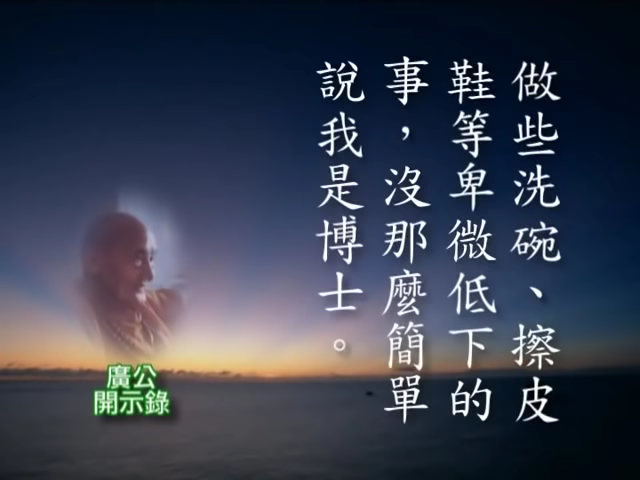 做些洗碗、擦皮
鞋等卑微低下的
事，沒那麼簡單
說我是博士。
廣公
開示錄